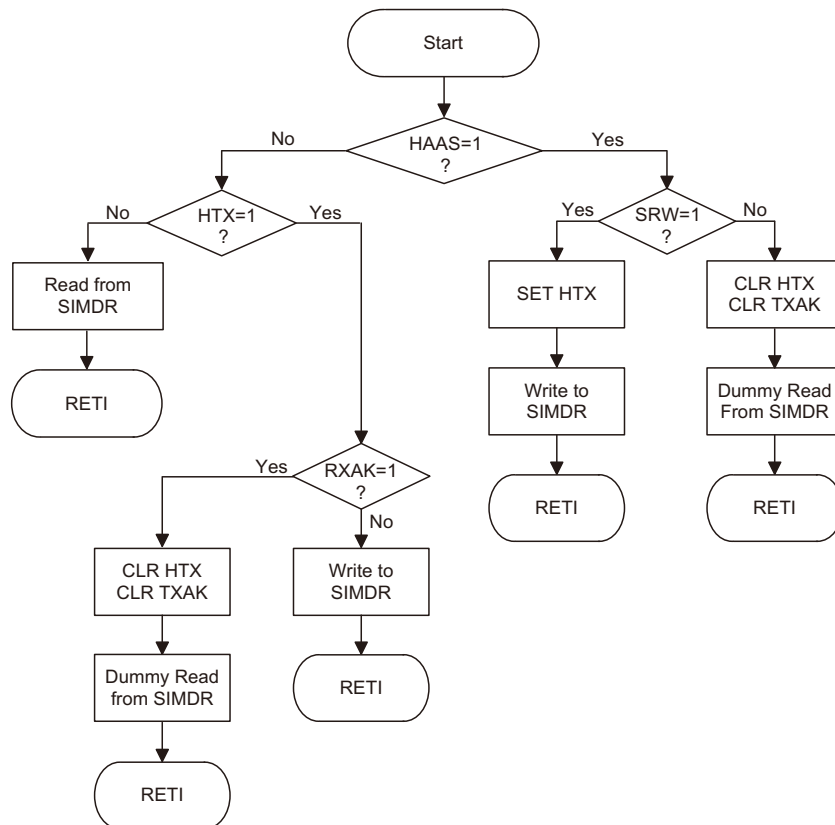 Start
HAAS=1
?
No
Yes
HTX=1
?
No
Yes
SRW=1
?
Yes
No
Read from
SIMDR
SET HTX
CLR HTX
CLR TXAK
RETI
Write to
SIMDR
Dummy Read
From SIMDR
RXAK=1
?
Yes
No
RETI
RETI
CLR HTX
CLR TXAK
Write to
SIMDR
Dummy Read
from SIMDR
RETI
RETI